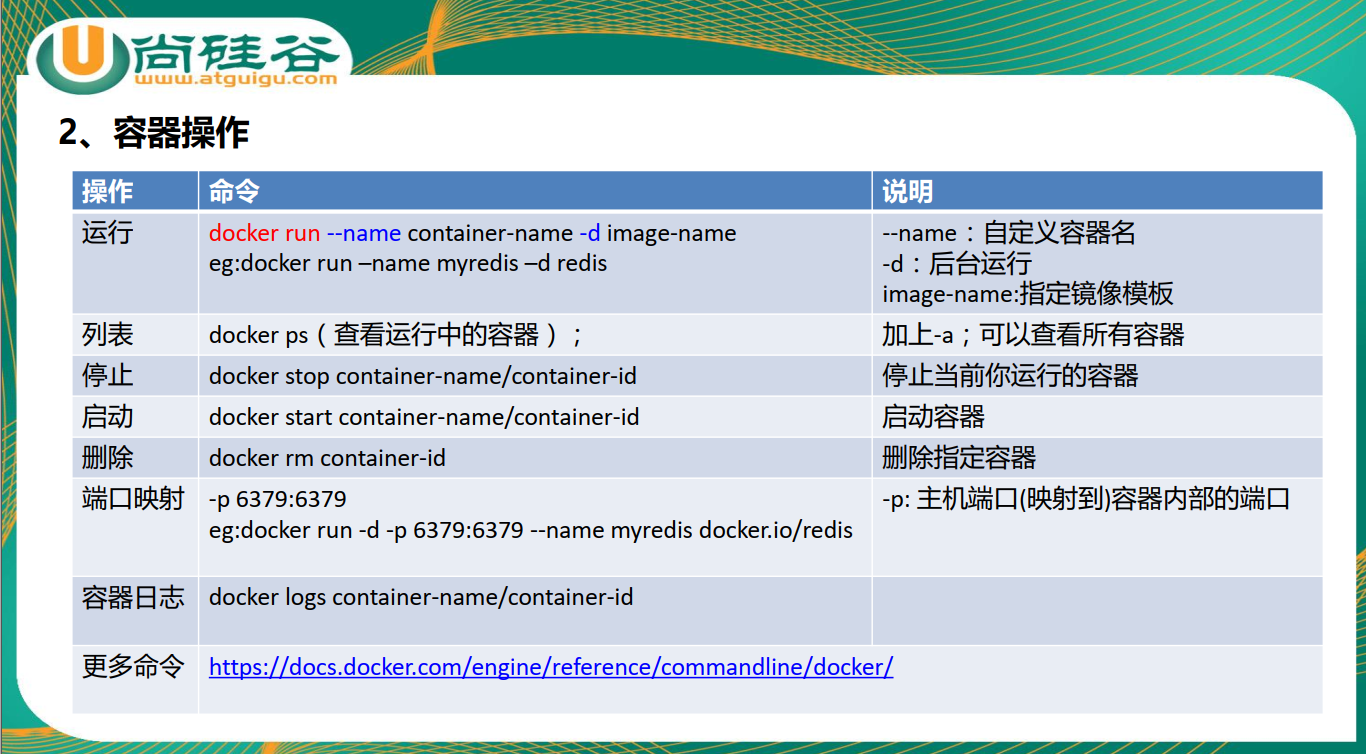 尚硅谷
www.atguigu.com
2、容器操作
操作 命令 说明
运行 docker run --name container-name -d image-name --name：自定义容器名
eg:docker run –name myredis –d redis -d：后台运行
image-name:指定镜像模板
列表 docker ps（查看运行中的容器）； 加上-a；可以查看所有容器
停止 docker stop container-name/container-id 停止当前你运行的容器
启动 docker start container-name/container-id 启动容器
删除 docker rm container-id 删除指定容器
端口映射 -p 6379:6379 -p: 主机端口(映射到)容器内部的端口
eg:docker run -d -p 6379:6379 --name myredis docker.io/redis
容器日志 docker logs container-name/container-id
更多命令 https://docs.docker.com/engine/reference/commandline/docker/